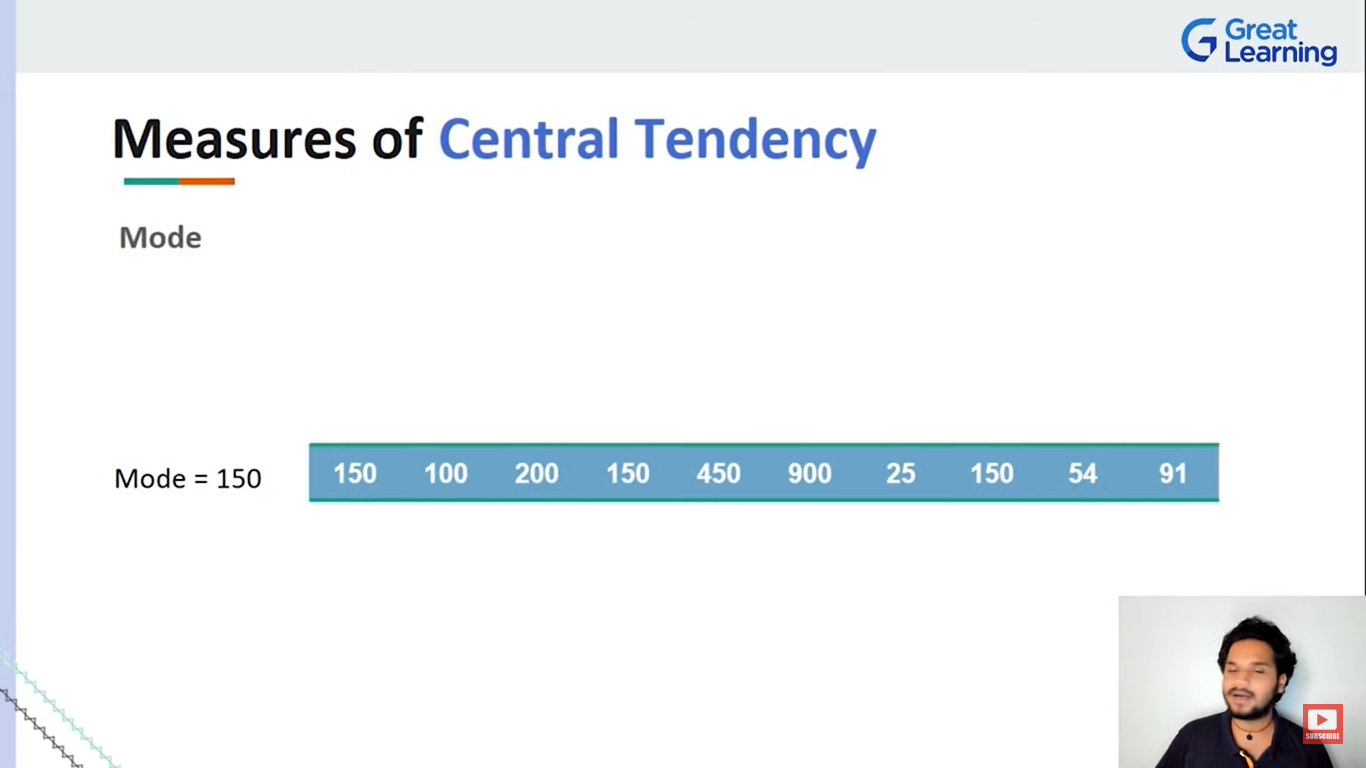 Great
Learning
Measures of Central Tendency
Mode
Mode = 150
150 100 200 150 450 900 25 150 54 91
SUBSCRIBE